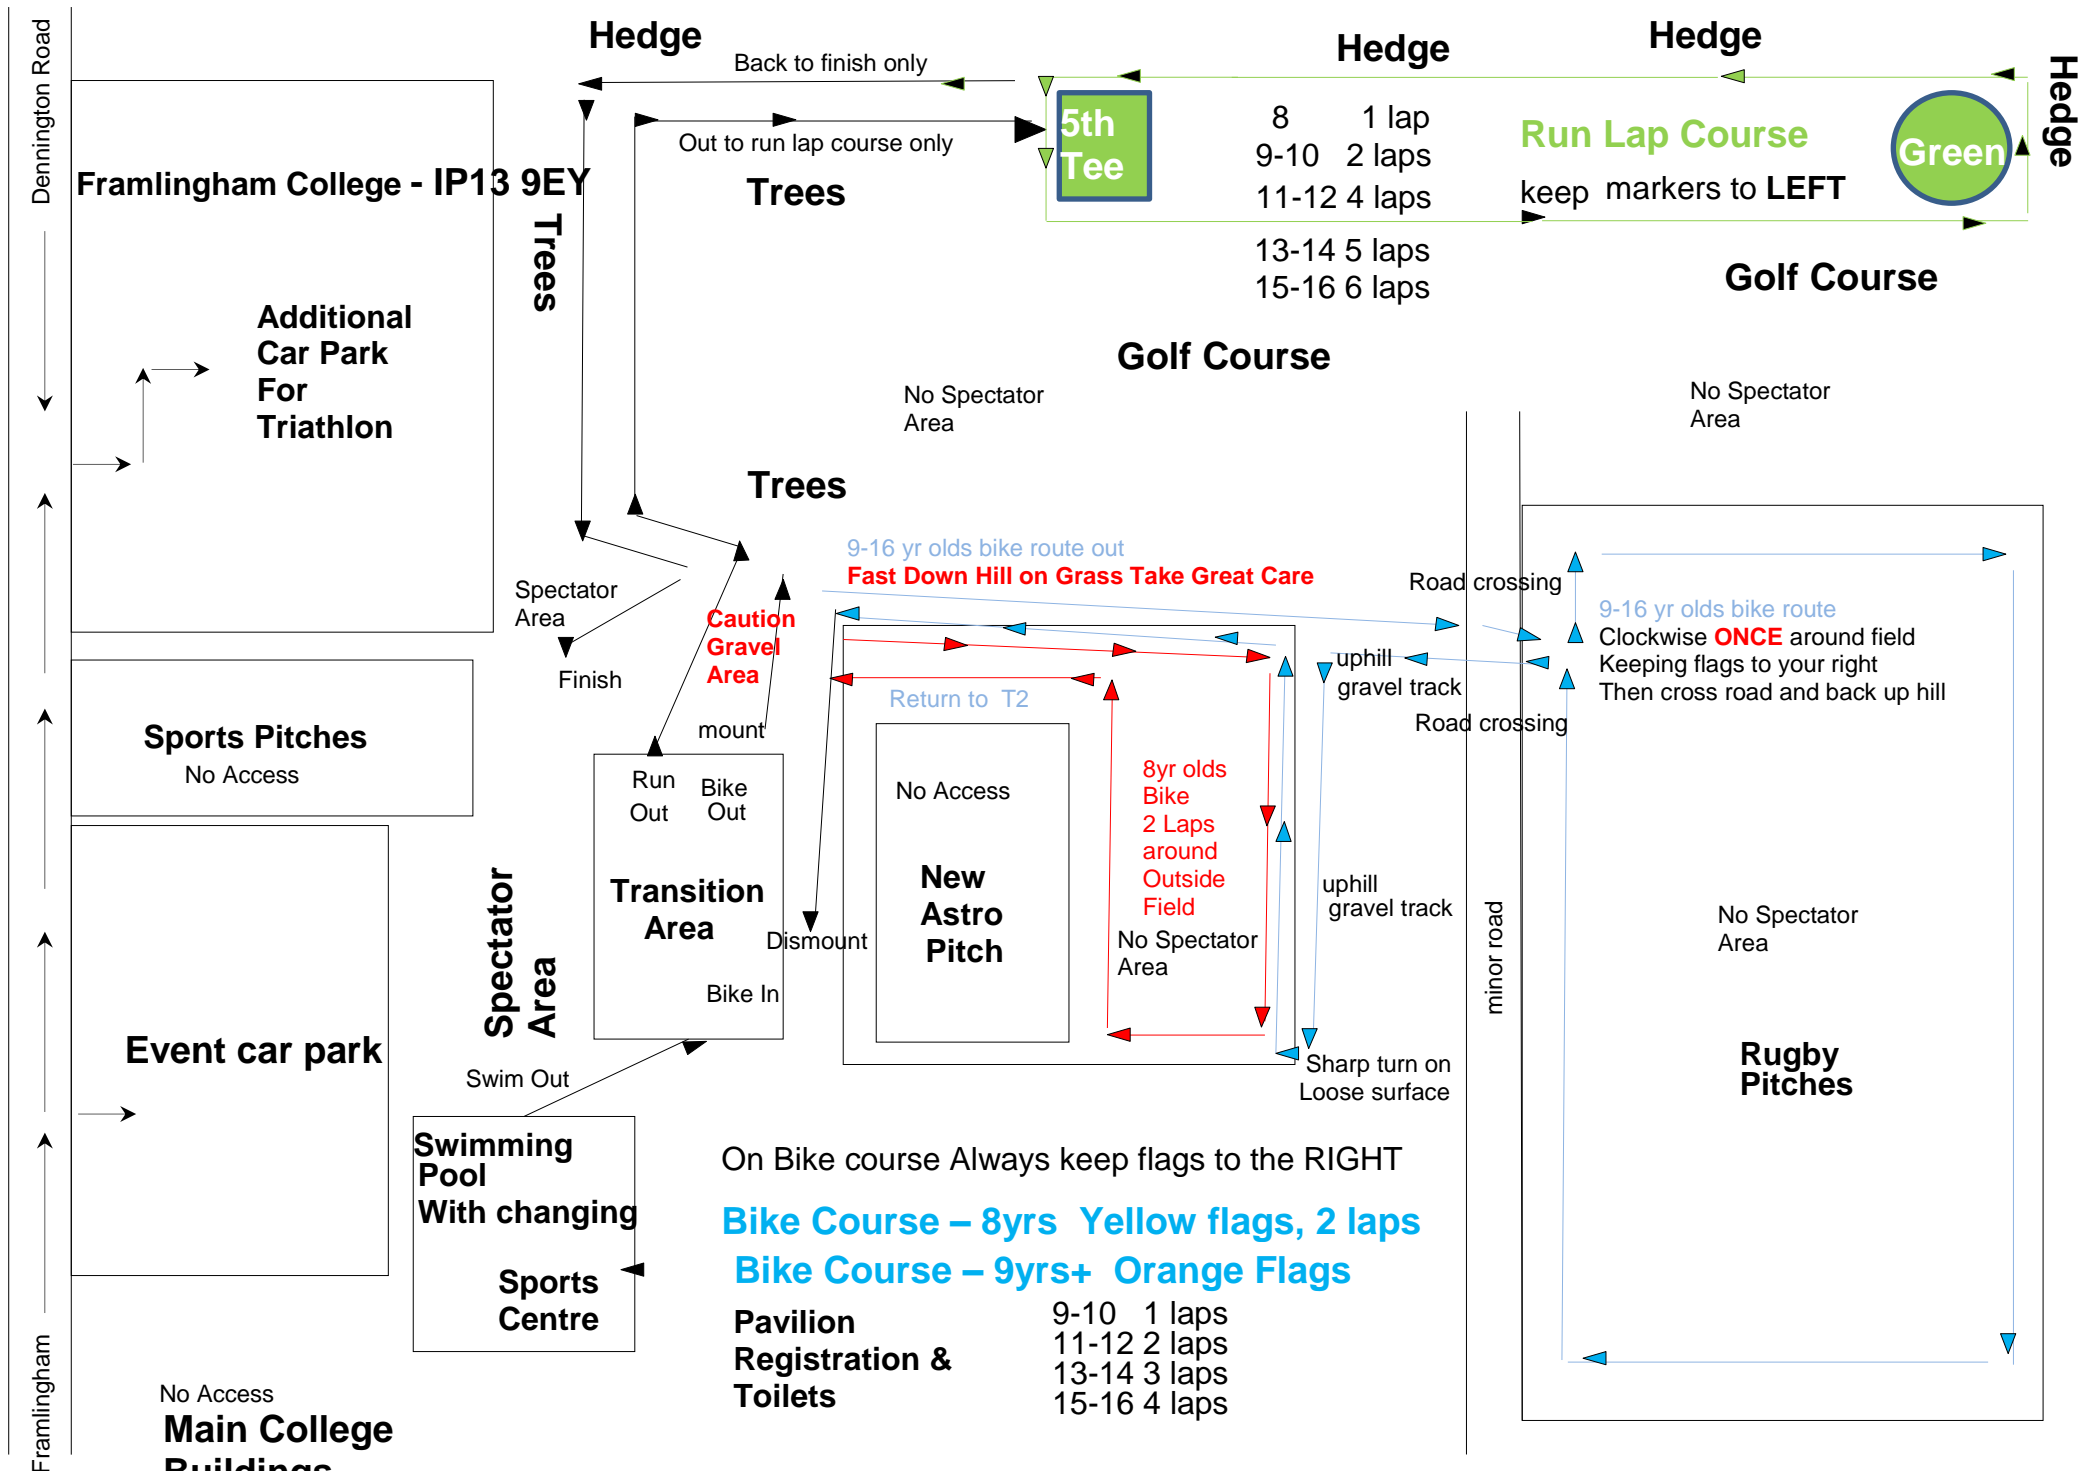 Dennington Road
Hedge
Back to finish only
Hedge
Hedge
Hedge
Out to run lap course only
Trees
Trees
5th
Tee
8 1 lap
9-10 2 laps
11-12 4 laps
13-14 5 laps
15-16 6 laps
Run Lap Course
keep markers to LEFT
Green
Framlingham College - IP13 9EY
Golf Course
Additional
Car Park
For
Triathlon
Golf Course
No Spectator
Area
No Spectator
Area
Trees
9-16 yr olds bike route out
Fast Down Hill on Grass Take Great Care
Road crossing
Spectator
Area
Caution
Gravel
Area
Finish
mount
9-16 yr olds bike route
Clockwise ONCE around field
Keeping flags to your right
Then cross road and back up hill
uphill
gravel track
Road crossing
Return to T2
Sports Pitches
No Access
Run
Out
Bike
Out
No Access
8yr olds
Bike
2 Laps
around
Outside
Field
No Spectator
Area
Transition
Area
Dismount
Bike In
New
Astro
Pitch
uphill
gravel track
minor road
No Spectator
Area
Spectator
Area
Event car park
Swim Out
Sharp turn on
Loose surface
Rugby
Pitches
Swimming
Pool
With changing
Sports
Centre
On Bike course Always keep flags to the RIGHT
Bike Course – 8yrs Yellow flags, 2 laps
Bike Course – 9yrs+ Orange Flags
Pavilion
Registration &
Toilets
9-10 1 laps
11-12 2 laps
13-14 3 laps
15-16 4 laps
Framlingham
No Access
Main College
Buildings